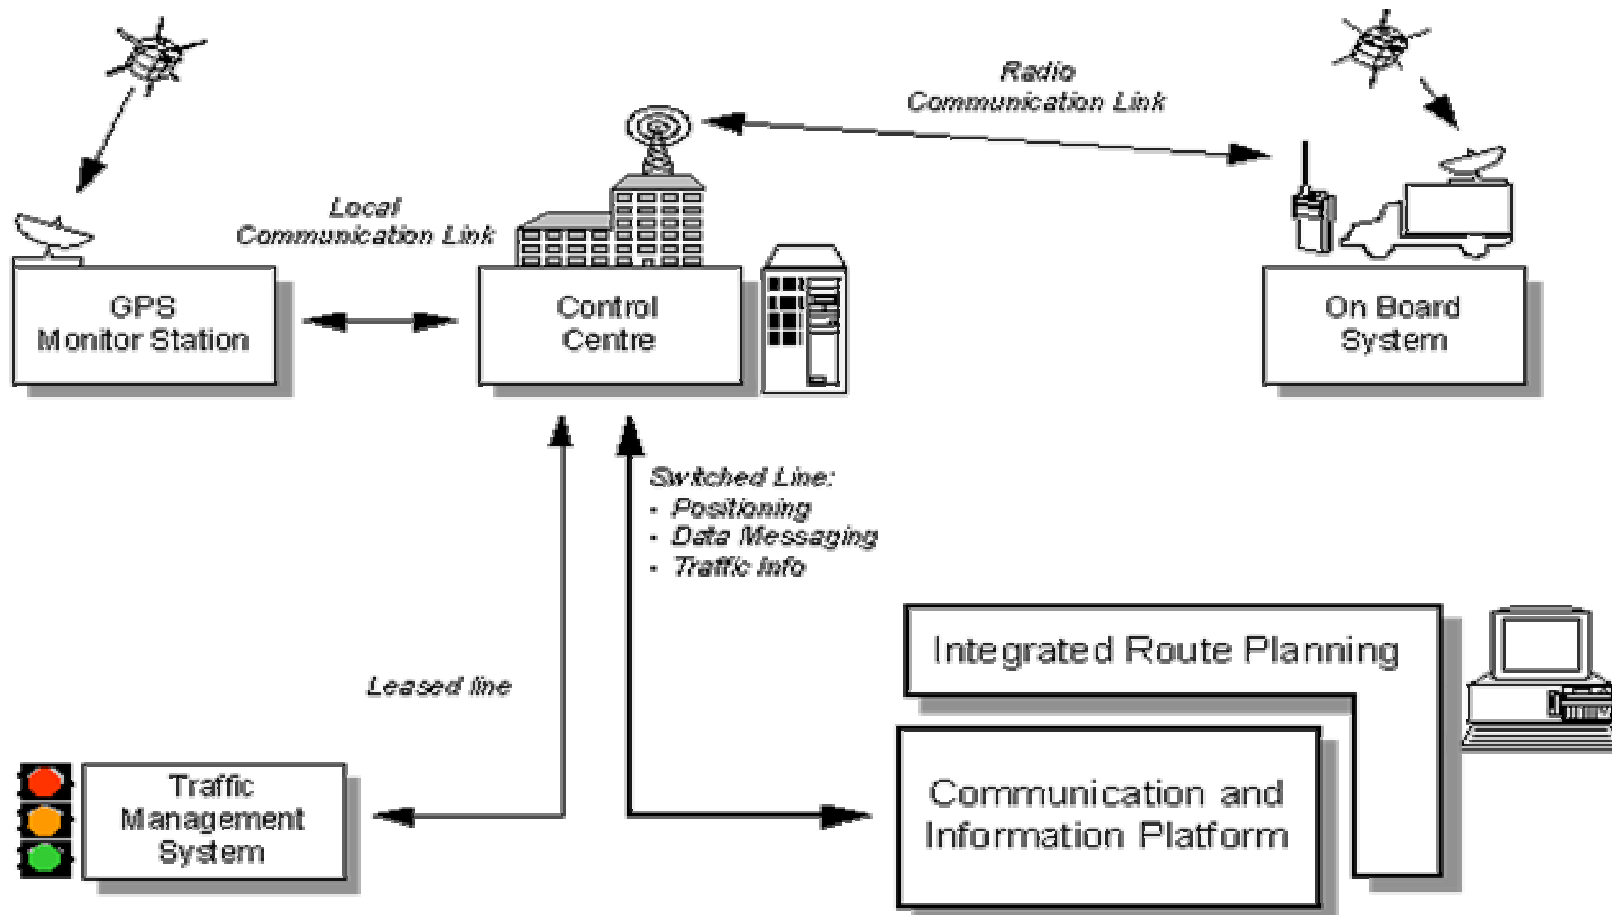 Radio
Communication Link
Local
Communication Link
GPS
Monitor Station
Control
Centre
On Board
System
Switched Line:
- Positioning
- Data Messaging
- Traffic Info
Leased line
Integrated Route Planning
Traffic
Management
System
Communication and
Information Platform